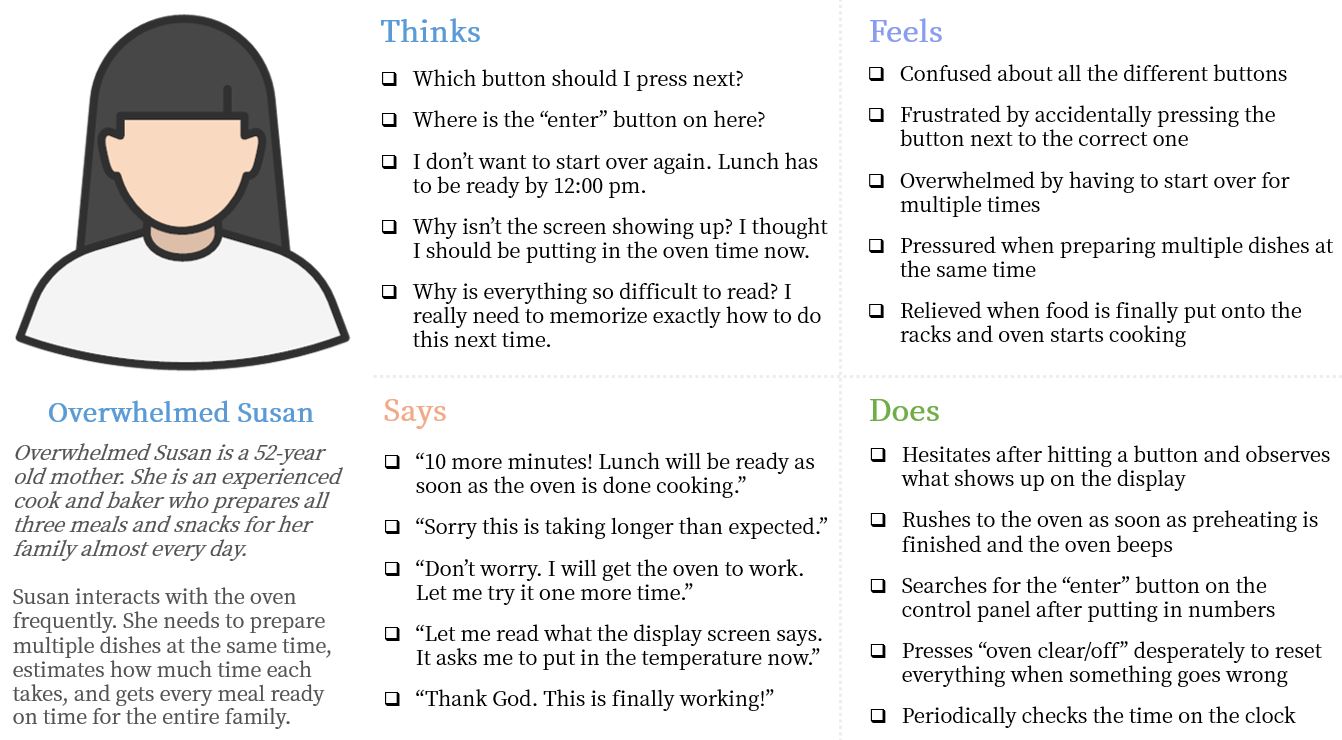 Overwhelmed Susan
Overwhelmed Susan is a 52-year
old mother. She is an experienced
cook and baker who prepares all
three meals and snacks for her
family almost every day.
Susan interacts with the oven
frequently. She needs to prepare
multiple dishes at the same time,
estimates how much time each
takes, and gets every meal ready
on time for the entire family.
Thinks
Which button should I press next?
Where is the “enter” button on here?
I don’t want to start over again. Lunch has
to be ready by 12:00 pm.
Why isn’t the screen showing up? I thought
I should be putting in the oven time now.
Why is everything so difficult to read? I
really need to memorize exactly how to do
this next time.
Feels
Confused about all the different buttons
Frustrated by accidentally pressing the
button next to the correct one
Overwhelmed by having to start over for
multiple times
Pressured when preparing multiple dishes at
the same time
Relieved when food is finally put onto the
racks and oven starts cooking
Says
“10 more minutes! Lunch will be ready as
soon as the oven is done cooking.”
“Sorry this is taking longer than expected.”
“Don’t worry. I will get the oven to work.
Let me try it one more time.”
“Let me read what the display screen says.
It asks me to put in the temperature now.”
“Thank God. This is finally working!”
Does
Hesitates after hitting a button and observes
what shows up on the display
Rushes to the oven as soon as preheating is
finished and the oven beeps
Searches for the “enter” button on the
control panel after putting in numbers
Presses “oven clear/off” desperately to reset
everything when something goes wrong
Periodically checks the time on the clock